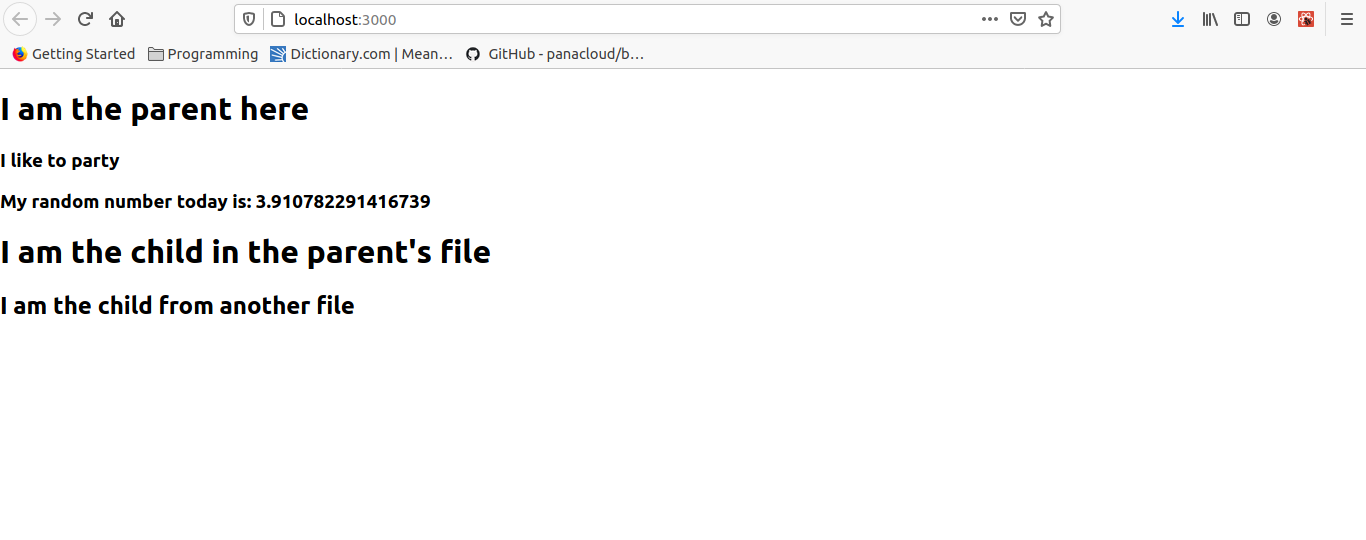 localhost:3000
Getting Started Programming Dictionary.com | Mean… GitHub - panacloud/b…
I am the parent here
I like to party
My random number today is: 3.910782291416739
I am the child in the parent's file
I am the child from another file